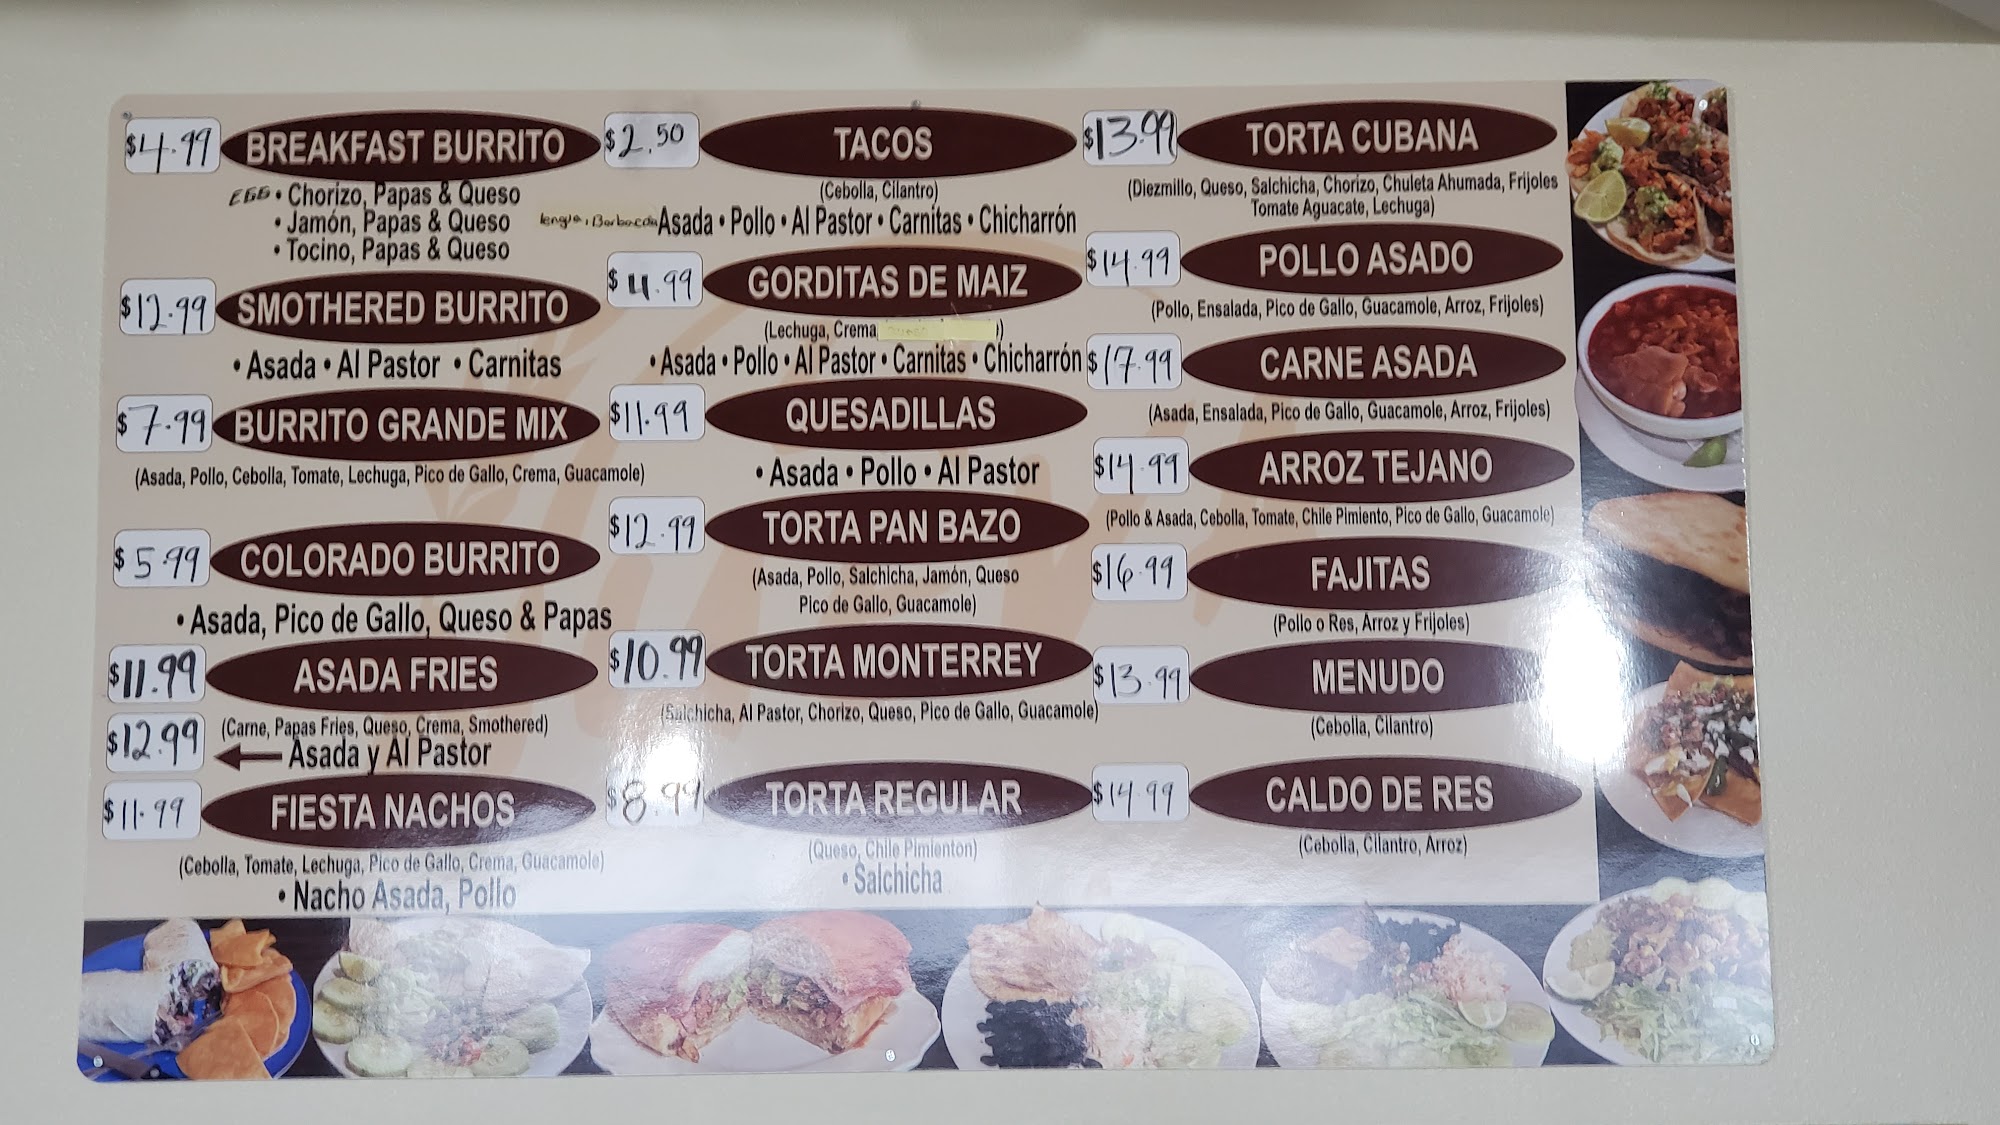 $4.99 BREAKFAST BURRITO
EGG • Chorizo, Papas & Queso
• Jamón, Papas & Queso
• Tocino, Papas & Queso
$12.99 SMOTHERED BURRITO
• Asada • Al Pastor • Carnitas
$7.99 BURRITO GRANDE MIX
(Asada, Pollo, Cebolla, Tomate, Lechuga, Pico de Gallo, Crema, Guacamole)
$5.99 COLORADO BURRITO
• Asada, Pico de Gallo, Queso & Papas
$11.99 ASADA FRIES
(Carne, Papas Fries, Queso, Crema, Smothered)
$12.99 Asada y Al Pastor
$11.99 FIESTA NACHOS
(Cebolla, Tomate, Lechuga, Pico de Gallo, Crema, Guacamole)
• Nacho Asada, Pollo
$2.50 TACOS
(Cebolla, Cilantro)
lengua, Barbacoa Asada • Pollo • Al Pastor • Carnitas • Chicharrón
$4.99 GORDITAS DE MAIZ
(Lechuga, Crema, )
• Asada • Pollo • Al Pastor • Carnitas • Chicharrón
$11.99 QUESADILLAS
• Asada • Pollo • Al Pastor
$12.99 TORTA PAN BAZO
(Asada, Pollo, Salchicha, Jamón, Queso
Pico de Gallo, Guacamole)
$10.99 TORTA MONTERREY
(Salchicha, Al Pastor, Chorizo, Queso, Pico de Gallo, Guacamole)
$8.99 TORTA REGULAR
(Queso, Chile Pimienton)
• Salchicha
$13.99 TORTA CUBANA
(Diezmillo, Queso, Salchicha, Chorizo, Chuleta Ahumada, Frijoles
Tomate Aguacate, Lechuga)
$14.99 POLLO ASADO
(Pollo, Ensalada, Pico de Gallo, Guacamole, Arroz, Frijoles)
$17.99 CARNE ASADA
(Asada, Ensalada, Pico de Gallo, Guacamole, Arroz, Frijoles)
$14.99 ARROZ TEJANO
(Pollo & Asada, Cebolla, Tomate, Chile Pimiento, Pico de Gallo, Guacamole)
$16.99 FAJITAS
(Pollo o Res, Arroz y Frijoles)
$13.99 MENUDO
(Cebolla, Cilantro)
$14.99 CALDO DE RES
(Cebolla, Cilantro, Arroz)